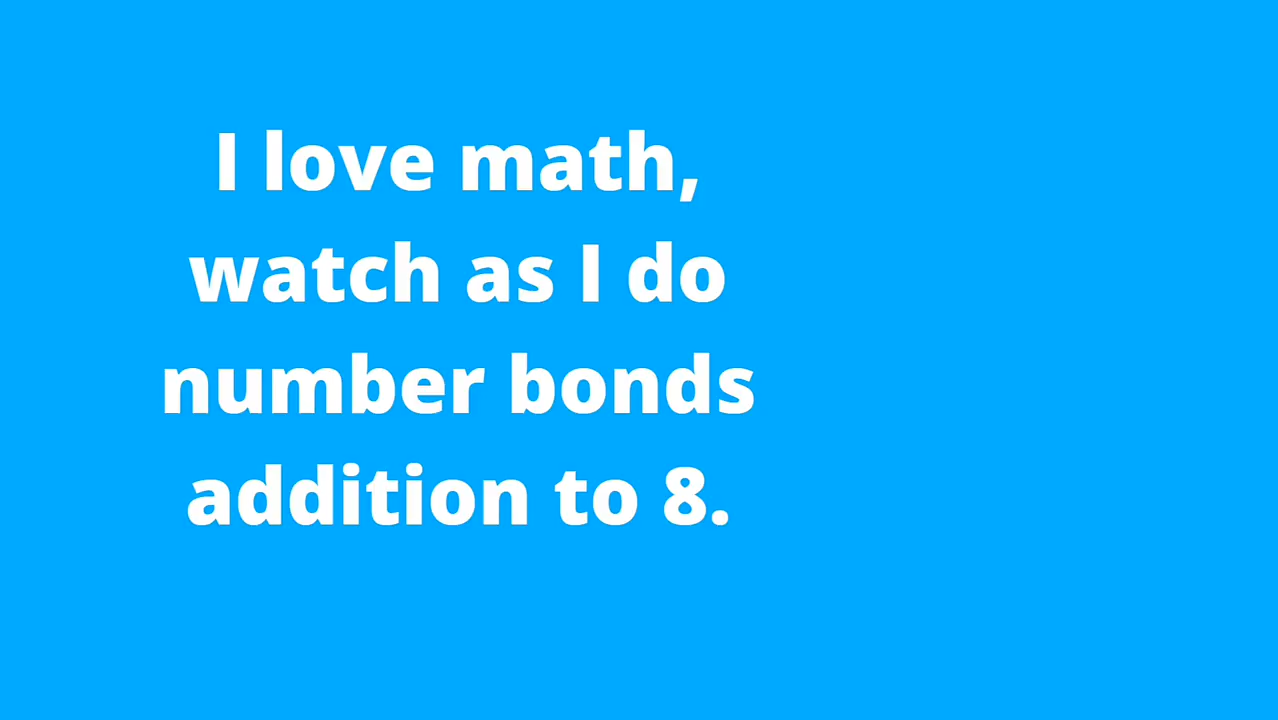 I love math,
watch as I do
number bonds
addition to 8.